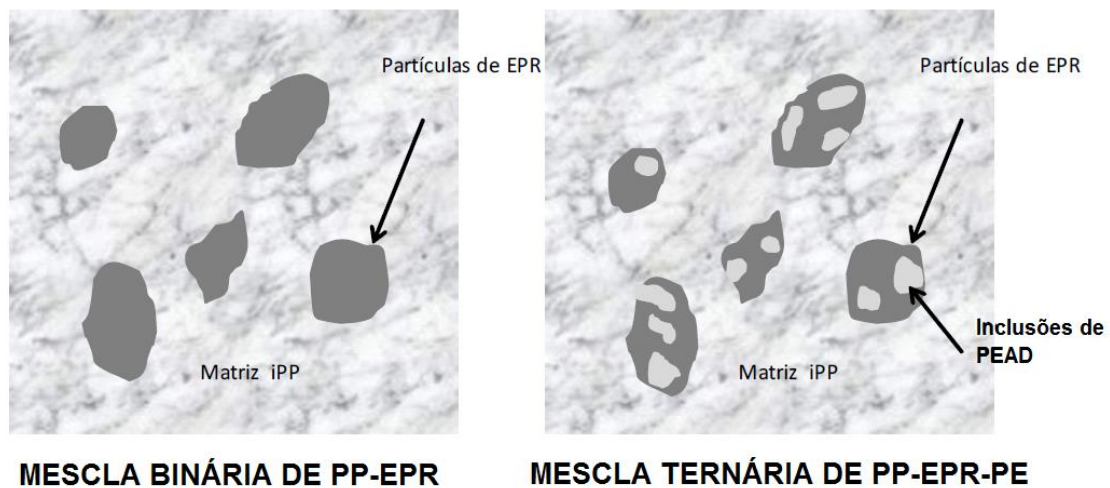 Partículas de EPR
Matriz iPP
MESCLA BINÁRIA DE PP-EPR
Partículas de EPR
Inclusões de
PEAD
Matriz iPP
MESCLA TERNÁRIA DE PP-EPR-PE